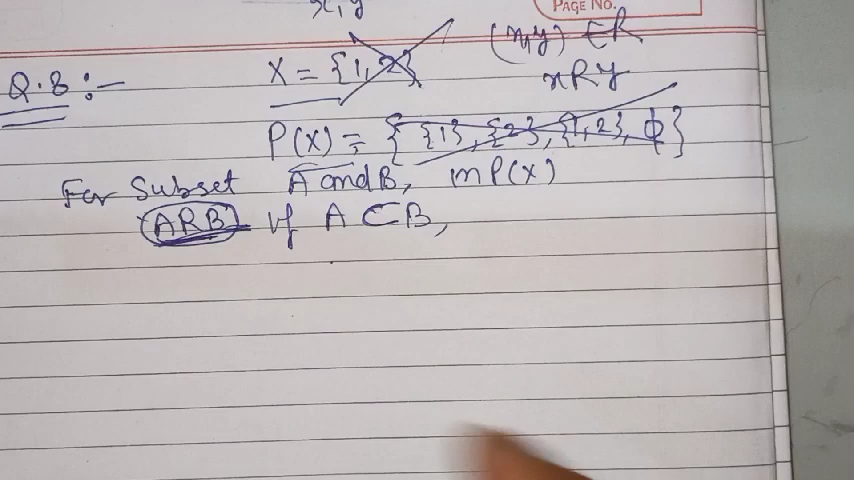 PAGE No.
x, y
(x,y) ∈ R
Q.8 :- X = {1, 2}
xRy
P(X) = { {1}, {2}, {1,2}, ϕ }
For Subset A and B, in P(X)
ARB if A ⊂ B,